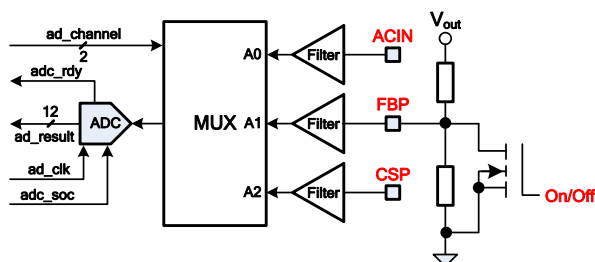 ad_channel
2
adc_rdy
12
ADC
ad_result
ad_clk
adc_soc
MUX
A0
Filter
ACIN
A1
Filter
FBP
A2
Filter
CSP
Vout
On/Off